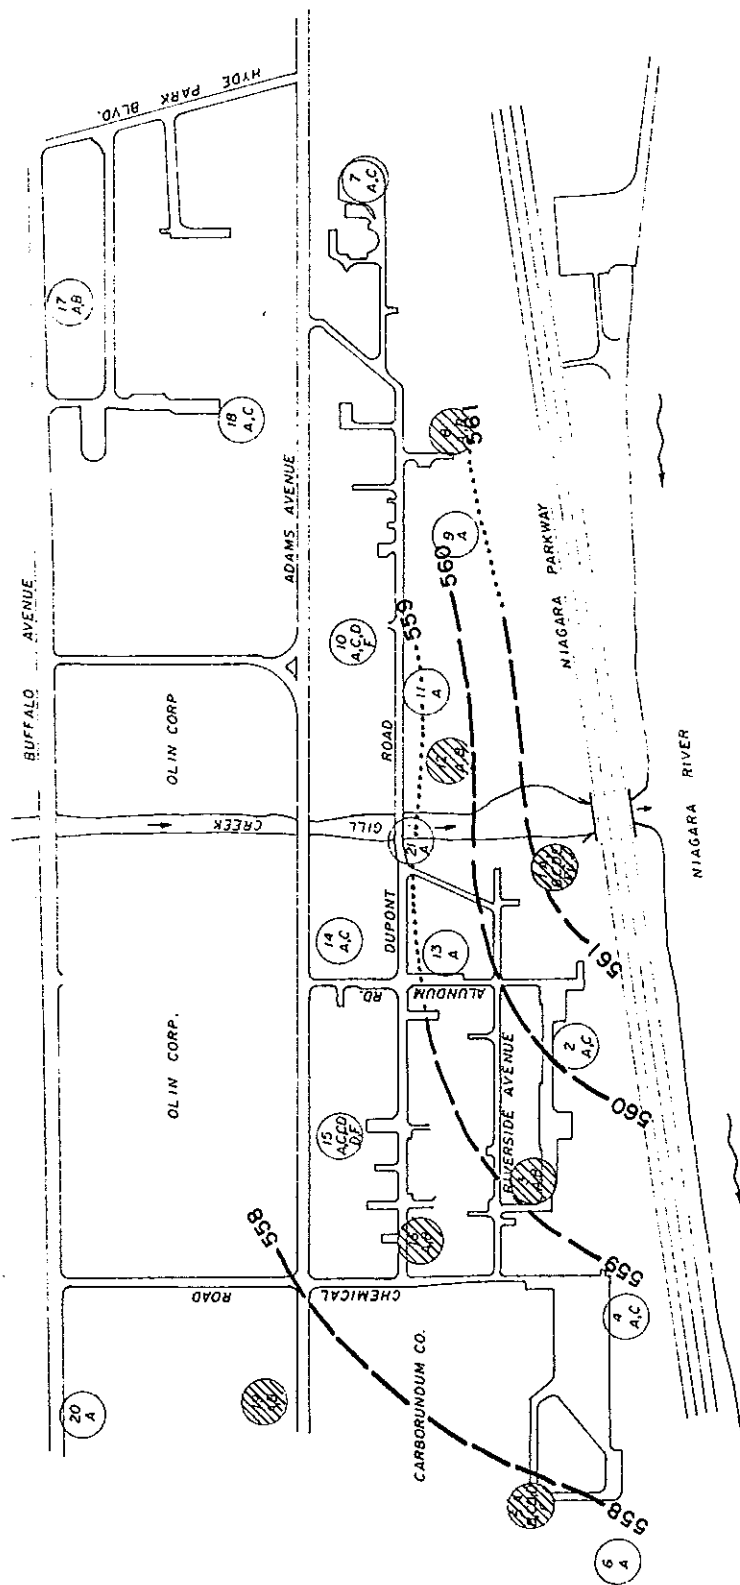 BUFFALO AVENUE
HYDE PARK BLVD.
17
A,B
18
A,C
7
A,C
ADAMS AVENUE
OLIN CORP
10
A,C,D
F
9
A
561
560
559
11
A
12
A,B
ROAD
NIAGARA PARKWAY
GILL CREEK
21
A
NIAGARA RIVER
14
A,C
DUPONT
13
A
561
ALUNDUM RD.
OLIN CORP.
2
A,C
15
A,C,CD
D,F
RIVERSIDE AVENUE
560
558
559
CHEMICAL ROAD
4
A,C
20
A
CARBORUNDUM CO.
558
6
A